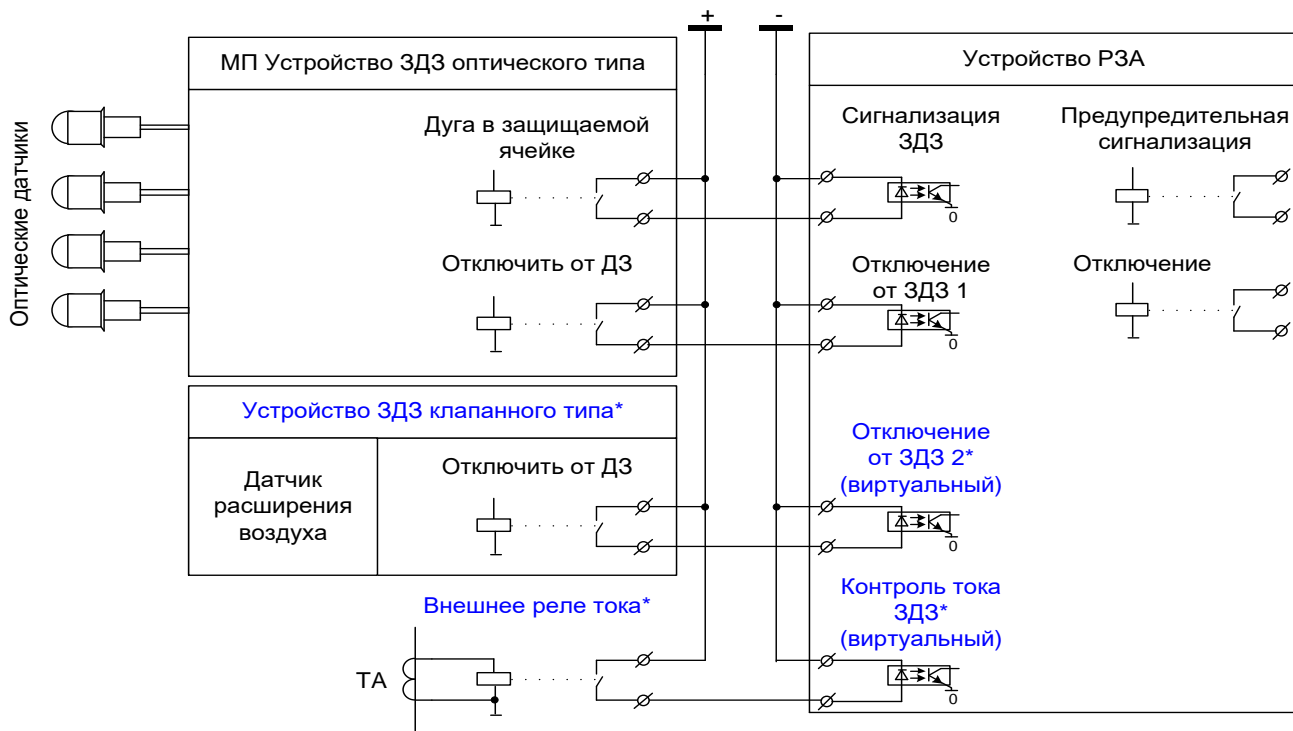 +
-
МП Устройство ЗДЗ оптического типа
Устройство РЗА
Оптические датчики
Дуга в защищаемой
ячейке
Сигнализация
ЗДЗ
Предупредительная
сигнализация
0
Отключить от ДЗ
Отключение
от ЗДЗ 1
Отключение
0
Устройство ЗДЗ клапанного типа*
Датчик
расширения
воздуха
Отключить от ДЗ
Отключение
от ЗДЗ 2*
(виртуальный)
0
Внешнее реле тока*
Контроль тока
ЗДЗ*
(виртуальный)
ТА
0